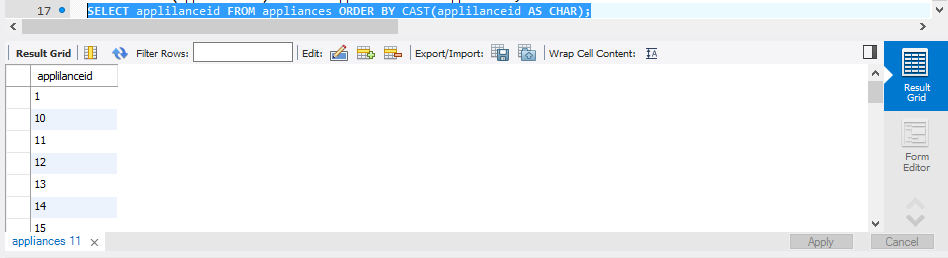 17 SELECT applilanceid FROM appliances ORDER BY CAST(applilanceid AS CHAR);
Result Grid Filter Rows: Edit: Export/Import: Wrap Cell Content: IA
applilanceid
1
10
11
12
13
14
15
Result
Grid
Form
Editor
appliances 11 × Apply Cancel